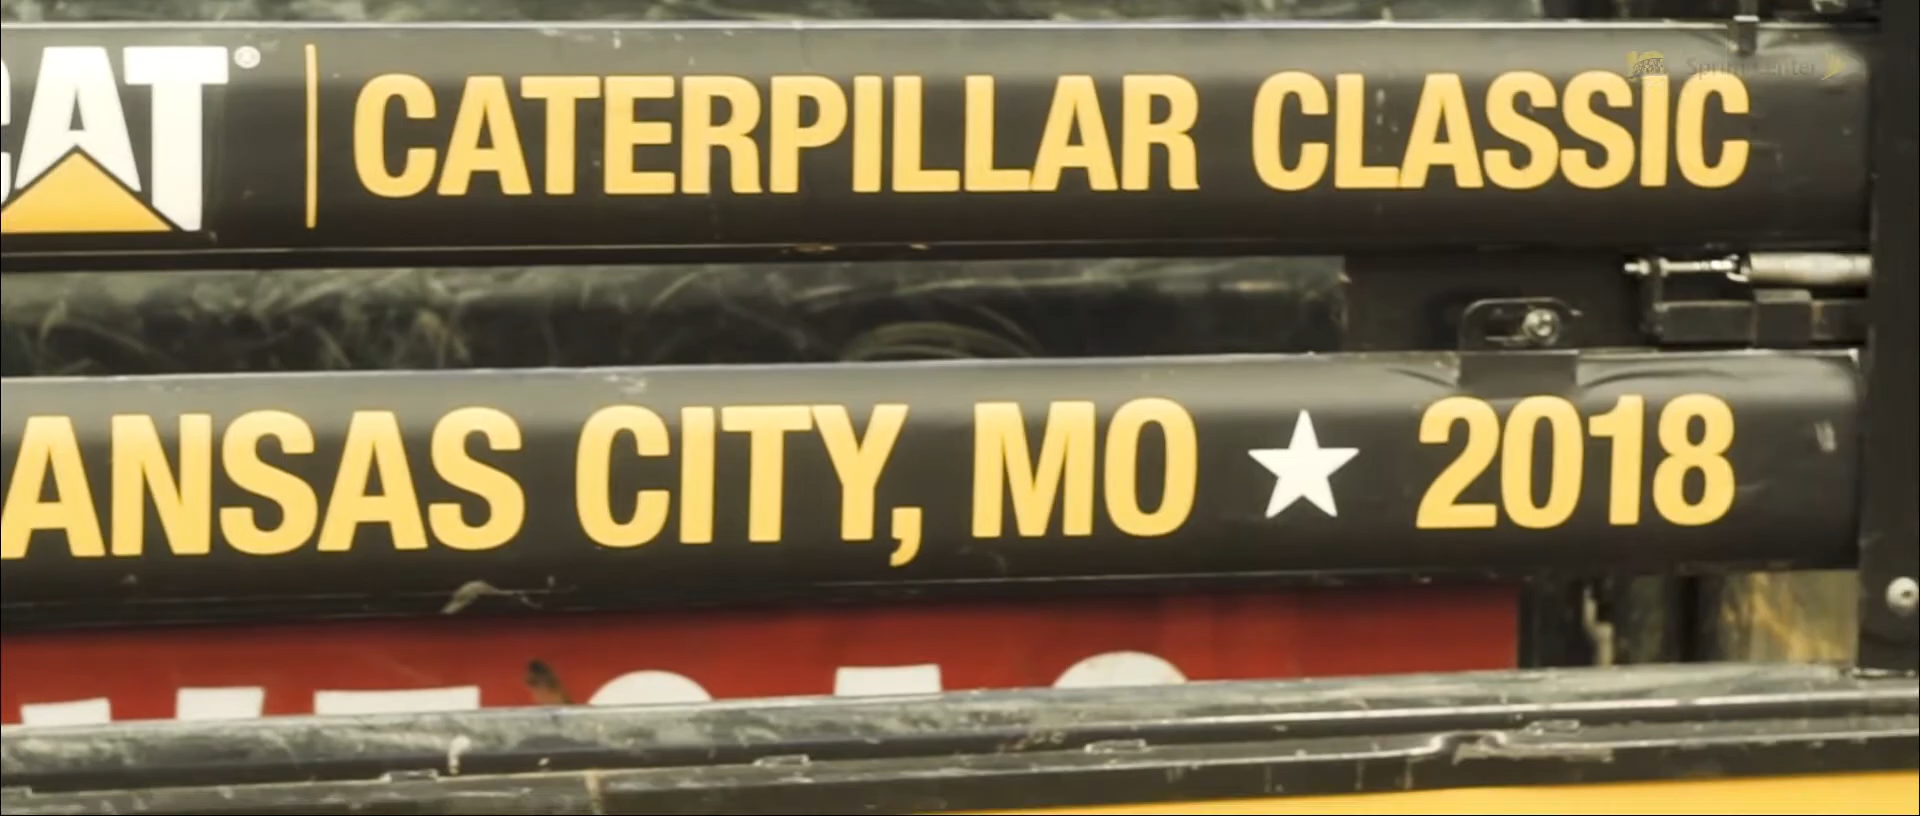 CAT® | CATERPILLAR CLASSIC
ANSAS CITY, MO ★ 2018